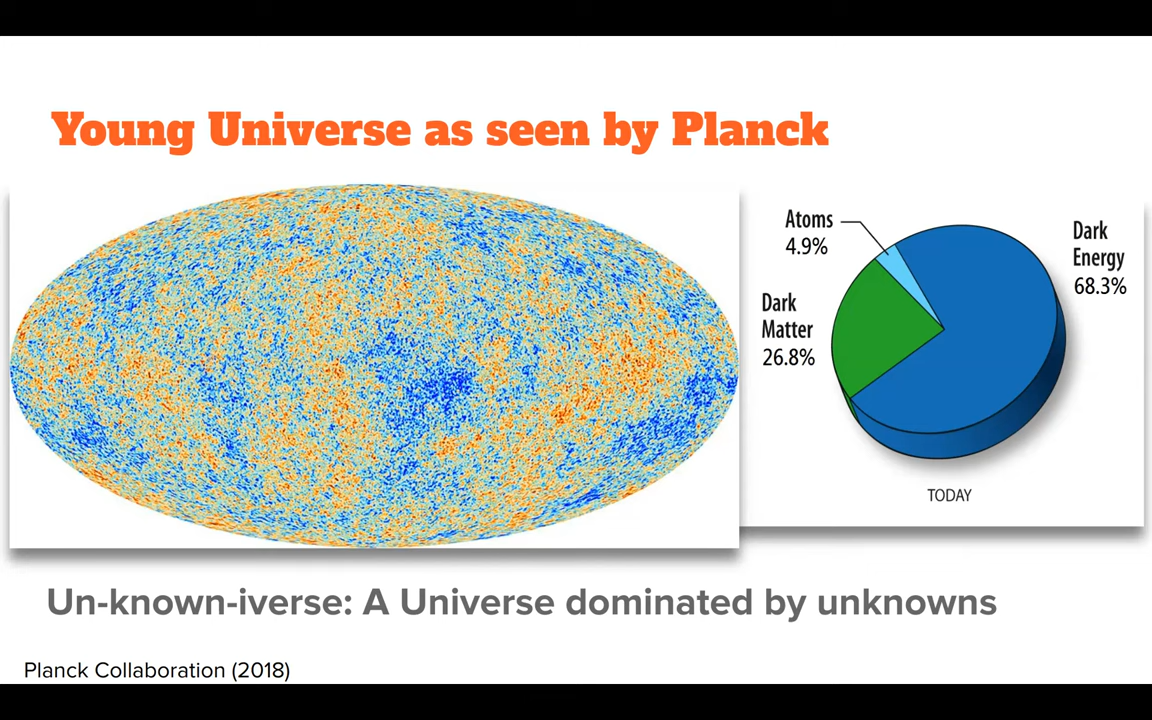 Young Universe as seen by Planck
Atoms
4.9%
Dark
Energy
68.3%
Dark
Matter
26.8%
TODAY
Un-known-iverse: A Universe dominated by unknowns
Planck Collaboration (2018)